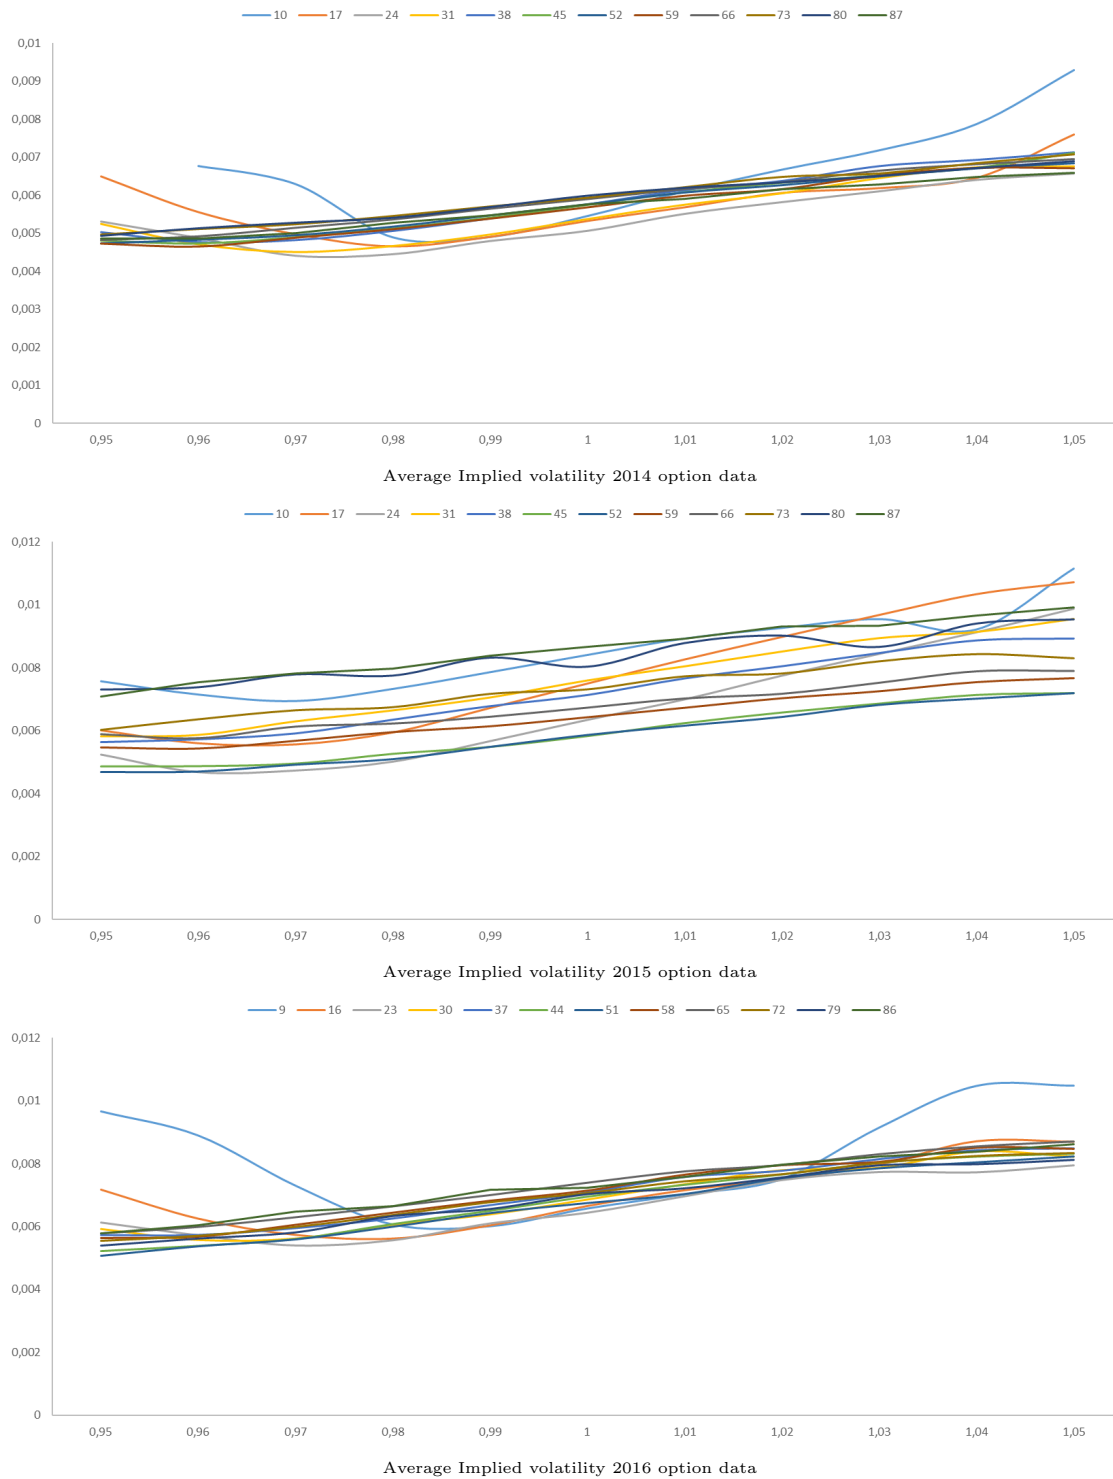 10 17 24 31 38 45 52 59 66 73 80 87
0,01
0,009
0,008
0,007
0,006
0,005
0,004
0,003
0,002
0,001
0
0,95 0,96 0,97 0,98 0,99 1 1,01 1,02 1,03 1,04 1,05
Average Implied volatility 2014 option data
10 17 24 31 38 45 52 59 66 73 80 87
0,012
0,01
0,008
0,006
0,004
0,002
0
0,95 0,96 0,97 0,98 0,99 1 1,01 1,02 1,03 1,04 1,05
Average Implied volatility 2015 option data
9 16 23 30 37 44 51 58 65 72 79 86
0,012
0,01
0,008
0,006
0,004
0,002
0
0,95 0,96 0,97 0,98 0,99 1 1,01 1,02 1,03 1,04 1,05
Average Implied volatility 2016 option data